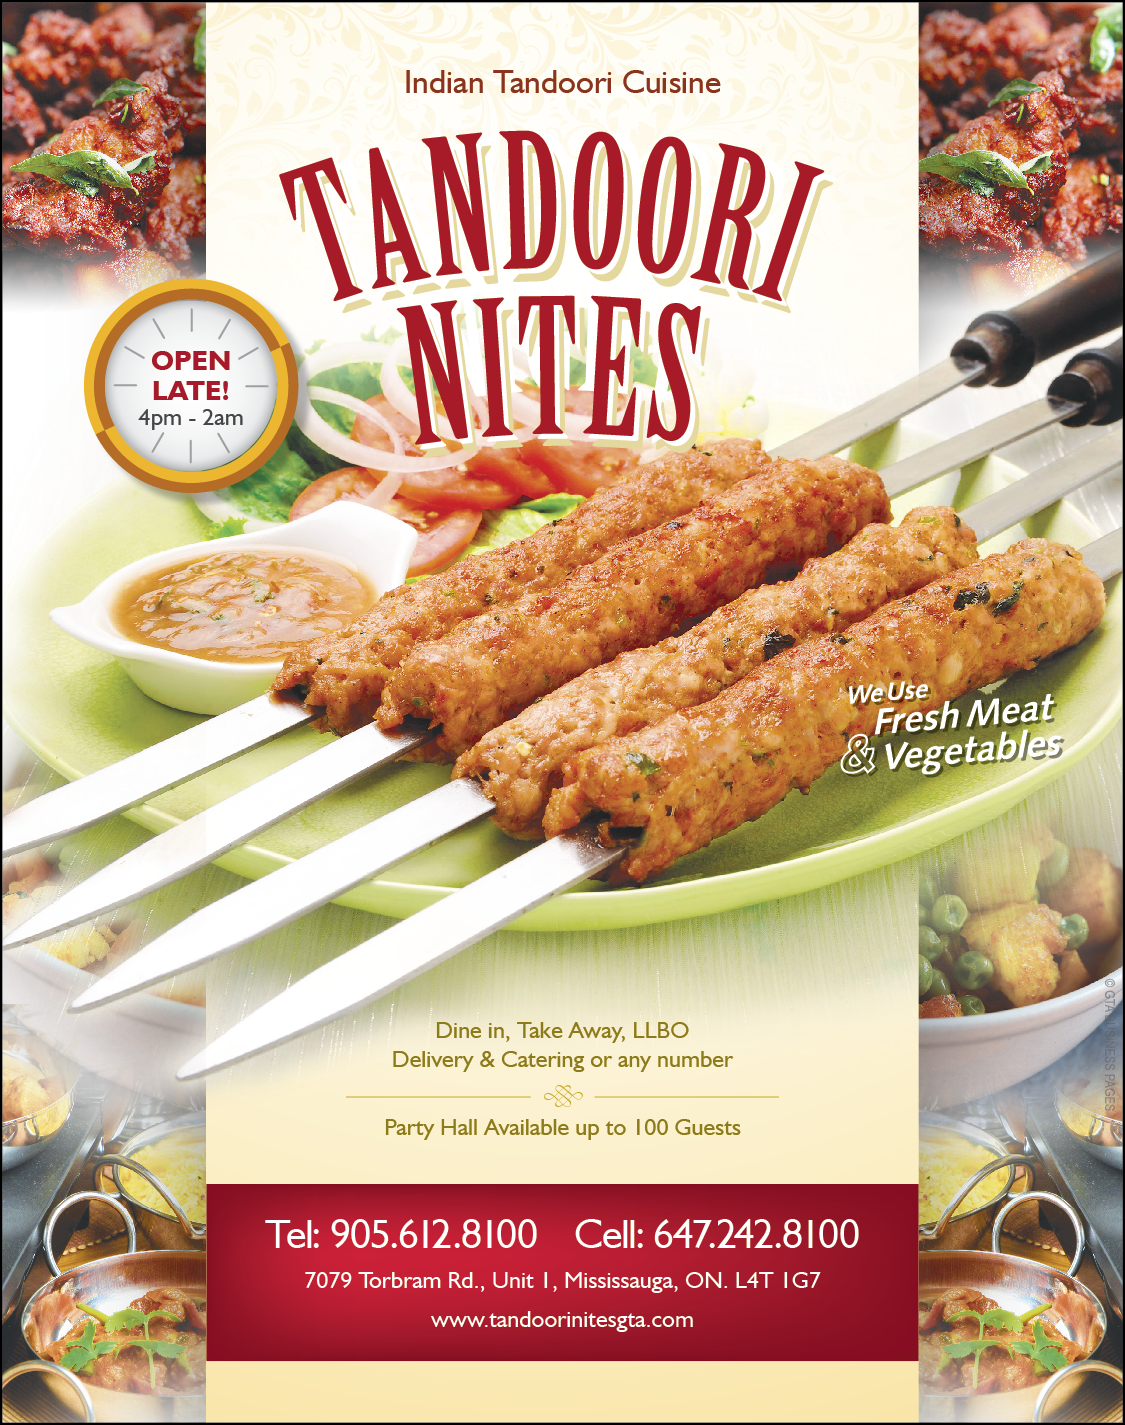 Indian Tandoori Cuisine
TANDOORI
NITES
OPEN
LATE!
4pm - 2am
We Use
Fresh Meat
& Vegetables
Dine in, Take Away, LLBO
Delivery & Catering or any number
Party Hall Available up to 100 Guests
Tel: 905.612.8100 Cell: 647.242.8100
7079 Torbram Rd., Unit 1, Mississauga, ON. L4T 1G7
www.tandoorinitesgta.com
© GTA PAGES